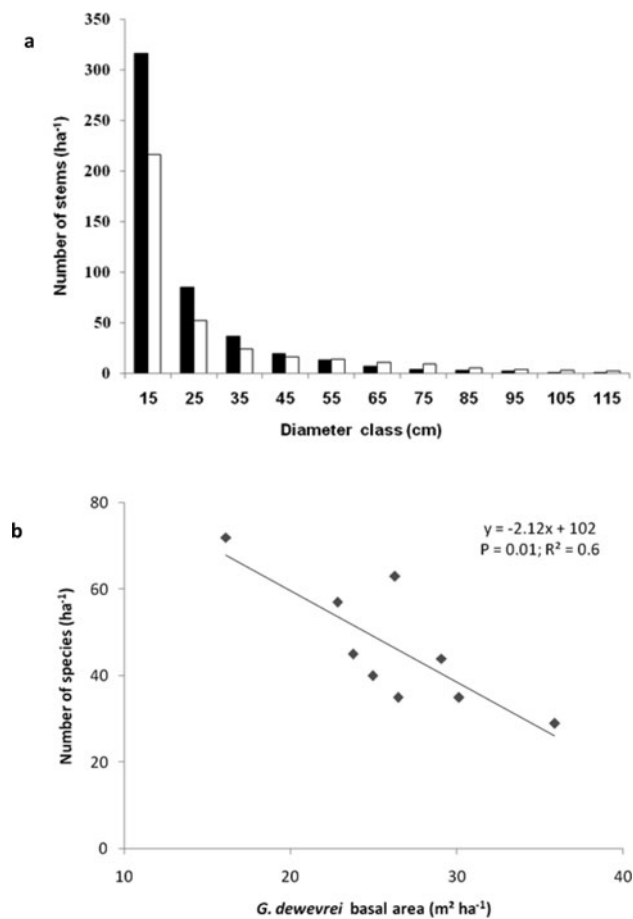 a
350
300
250
200
150
100
50
0
Number of stems (ha⁻¹)
15 25 35 45 55 65 75 85 95 105 115
Diameter class (cm)
b
80
60
40
20
0
Number of species (ha⁻¹)
y = -2.12x + 102
P = 0.01; R² = 0.6
10 20 30 40
G. dewevrei basal area (m² ha⁻¹)